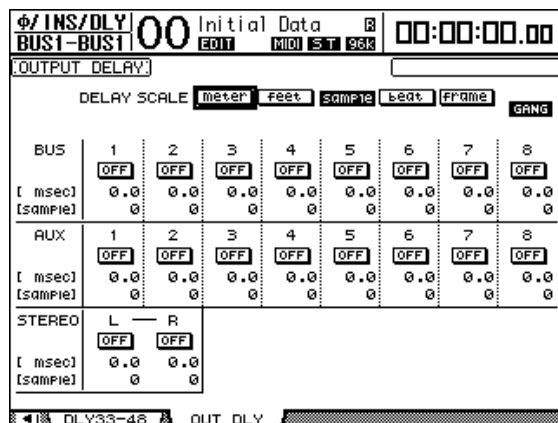 Φ/INS/DLY 00 Initial Data R 00:00:00.00
BUS1-BUS1 EDIT MIDI ST 96K
OUTPUT DELAY
DELAY SCALE meter feet sample beat frame GANG
BUS 1 2 3 4 5 6 7 8
OFF OFF OFF OFF OFF OFF OFF OFF
[ msec] 0.0 0.0 0.0 0.0 0.0 0.0 0.0 0.0
[sample] 0 0 0 0 0 0 0 0
AUX 1 2 3 4 5 6 7 8
OFF OFF OFF OFF OFF OFF OFF OFF
[ msec] 0.0 0.0 0.0 0.0 0.0 0.0 0.0 0.0
[sample] 0 0 0 0 0 0 0 0
STEREO L — R
OFF OFF
[ msec] 0.0 0.0
[sample] 0 0
DLY33-48 OUT DLY